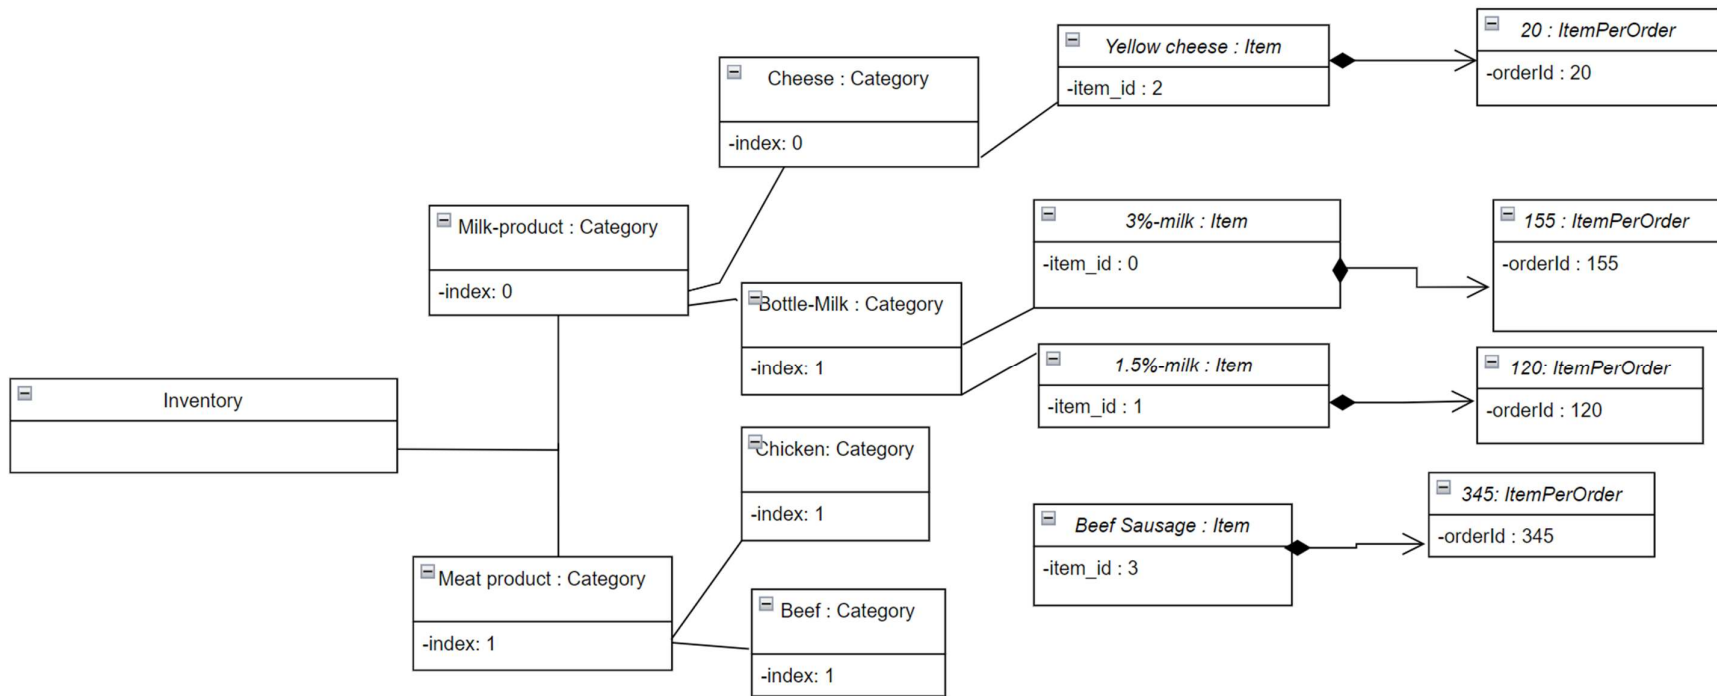 20 : ItemPerOrder
-orderId : 20
Yellow cheese : Item
-item_id : 2
Cheese : Category
-index: 0
155 : ItemPerOrder
-orderId : 155
3%-milk : Item
-item_id : 0
Milk-product : Category
-index: 0
Bottle-Milk : Category
-index: 1
1.5%-milk : Item
-item_id : 1
120: ItemPerOrder
-orderId : 120
Inventory
Chicken: Category
-index: 1
345: ItemPerOrder
-orderId : 345
Beef Sausage : Item
-item_id : 3
Meat product : Category
-index: 1
Beef : Category
-index: 1